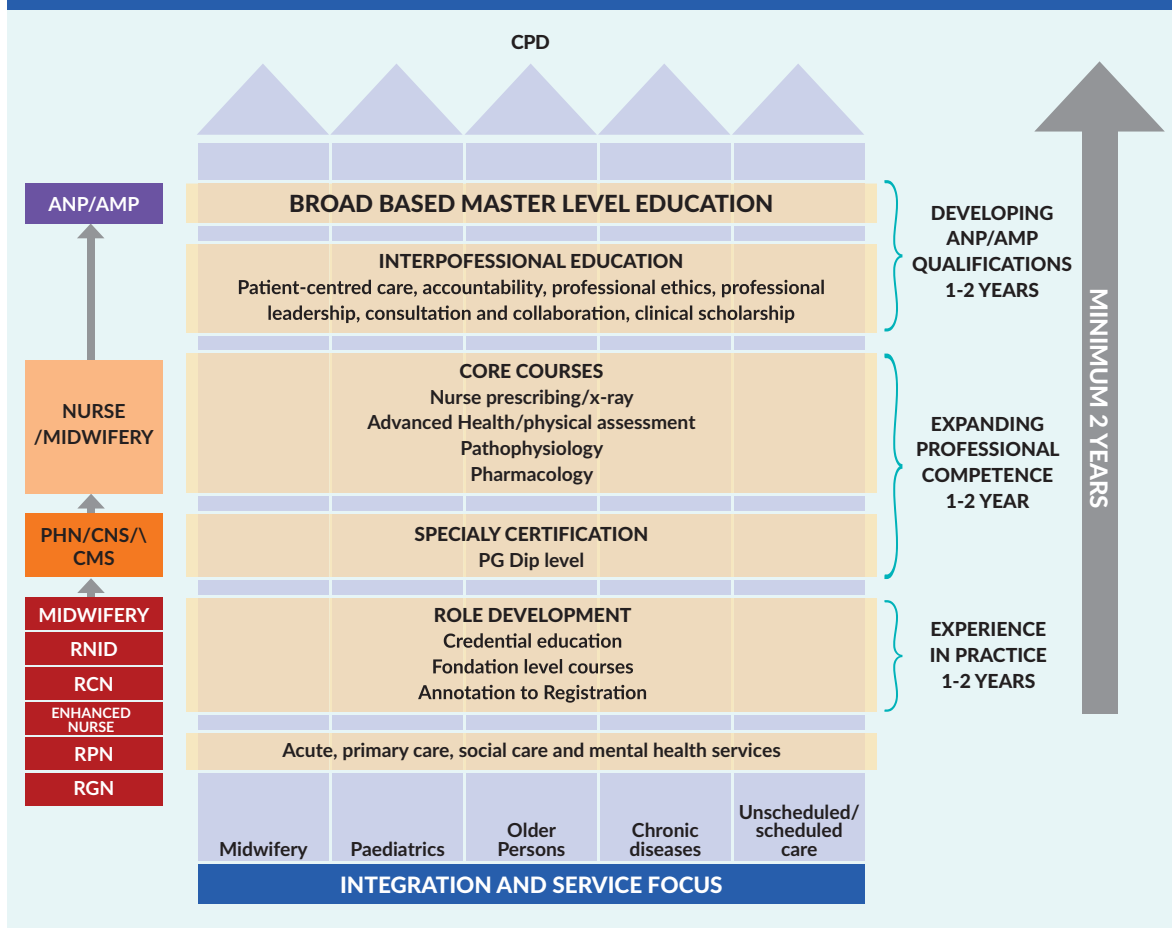 CPD
ANP/AMP
BROAD BASED MASTER LEVEL EDUCATION
INTERPOFESSIONAL EDUCATION
Patient-centred care, accountability, professional ethics, professional
leadership, consultation and collaboration, clinical scholarship
DEVELOPING
ANP/AMP
QUALIFICATIONS
1-2 YEARS
NURSE
/MIDWIFERY
CORE COURSES
Nurse prescribing/x-ray
Advanced Health/physical assessment
Pathophysiology
Pharmacology
PHN/CNS/\
CMS
SPECIALY CERTIFICATION
PG Dip level
EXPANDING
PROFESSIONAL
COMPETENCE
1-2 YEAR
MINIMUM 2 YEARS
MIDWIFERY
RNID
RCN
ENHANCED
NURSE
RPN
RGN
ROLE DEVELOPMENT
Credential education
Fondation level courses
Annotation to Registration
EXPERIENCE
IN PRACTICE
1-2 YEARS
Acute, primary care, social care and mental health services
Midwifery
Paediatrics
Older
Persons
Chronic
diseases
Unscheduled/
scheduled
care
INTEGRATION AND SERVICE FOCUS